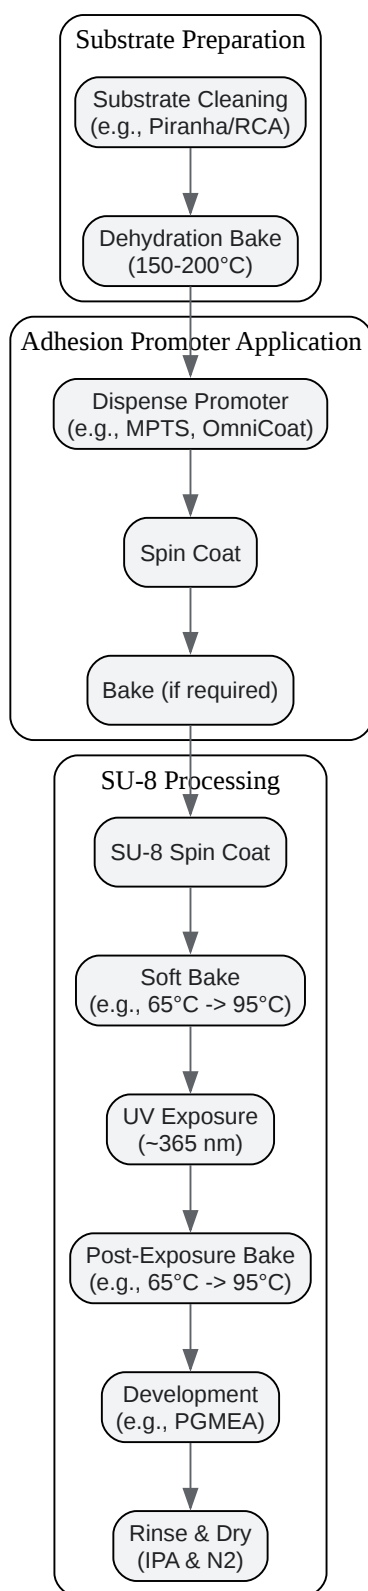 Substrate Preparation
Substrate Cleaning
(e.g., Piranha/RCA)
Dehydration Bake
(150-200°C)
Adhesion Promoter Application
Dispense Promoter
(e.g., MPTS, OmniCoat)
Spin Coat
Bake (if required)
SU-8 Processing
SU-8 Spin Coat
Soft Bake
(e.g., 65°C -> 95°C)
UV Exposure
(~365 nm)
Post-Exposure Bake
(e.g., 65°C -> 95°C)
Development
(e.g., PGMEA)
Rinse & Dry
(IPA & N2)